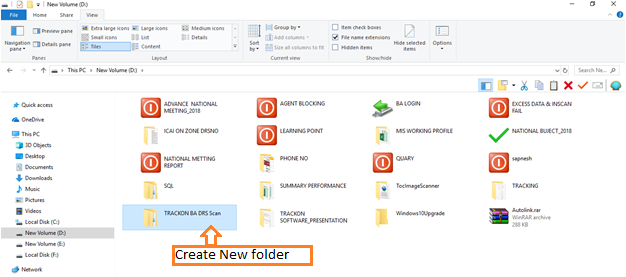 File
Home
Share
View
Navigation pane
Preview pane
Details pane
Panes
Extra large icons
Large icons
Medium icons
Small icons
List
Details
Tiles
Content
Layout
Sort by
Group by
Add columns
Size all columns to fit
Current view
Item check boxes
File name extensions
Hidden items
Hide selected items
Show/hide
Options
This PC
New Volume (D:)
Search Ne...
Quick access
OneDrive
This PC
3D Objects
Desktop
Documents
Downloads
Music
Pictures
Videos
Local Disk (C:)
New Volume (D:)
New Volume (E:)
Local Disk (F:)
Network
ADVANCE NATIONAL
MEETING_2018
AGENT BLOCKING
BA LOGIN
EXCESS DATA & INSCAN
FAIL
ICAI ON ZONE DRSNO
LEARNING POINT
MIS WORKING PROFILE
NATIONAL BUJECT_2018
NATIONAL METTING
REPORT
PHONE NO
QUARY
sapnesh
SQL
SUMMARY PERFORMANCE
TocImageScanner
TRACKING
TRACKON BA DRS Scan
TRACKON
SOFTWARE_PRESENTATION
Windows10Upgrade
Autolink.rar
WinRAR archive
288 KB
Create New folder